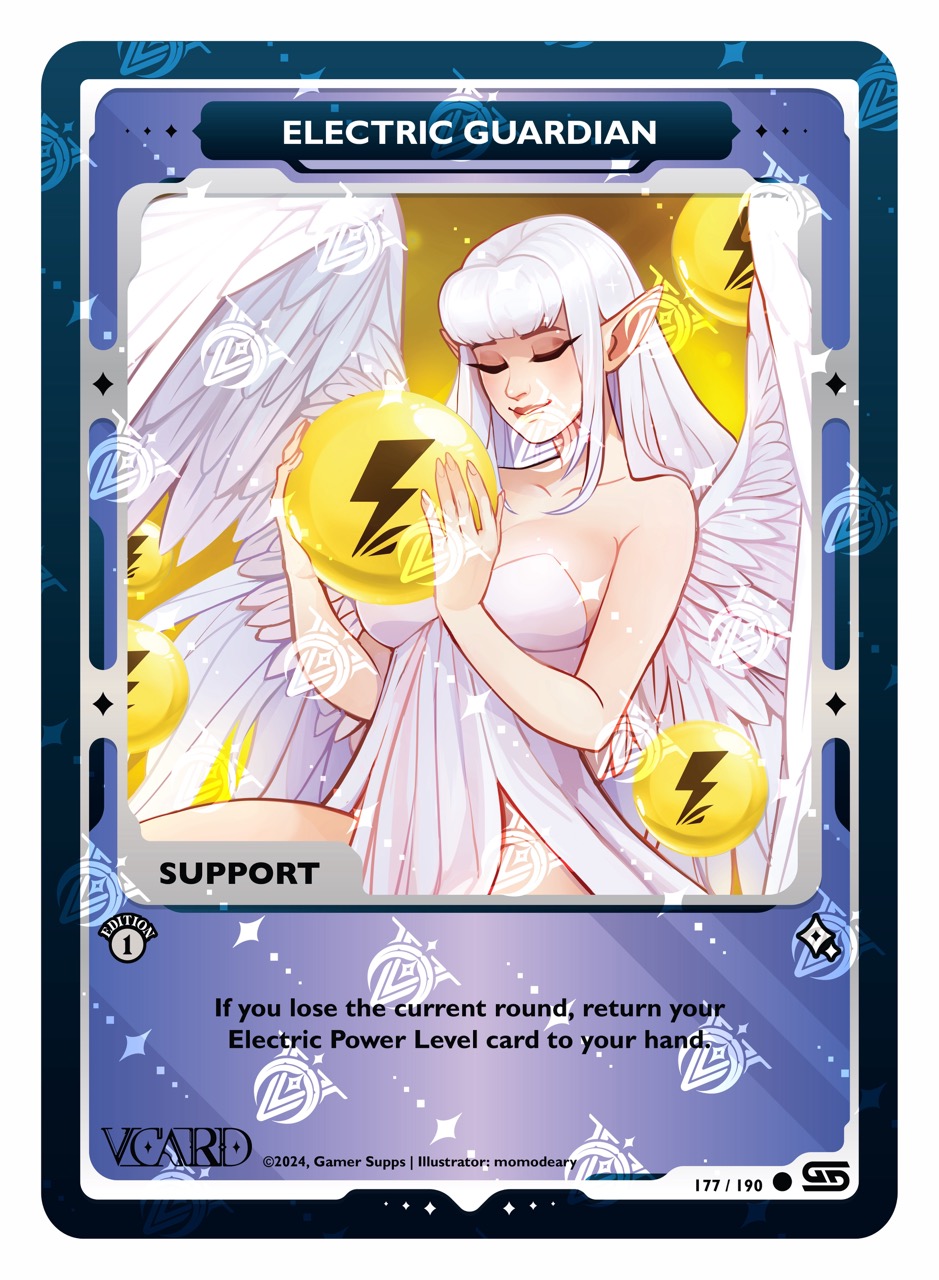 ELECTRIC GUARDIAN
SUPPORT
EDITION
1
If you lose the current round, return your
Electric Power Level card to your hand.
VCARD
©2024, Gamer Supps | Illustrator: momodeary
177 / 190
GS